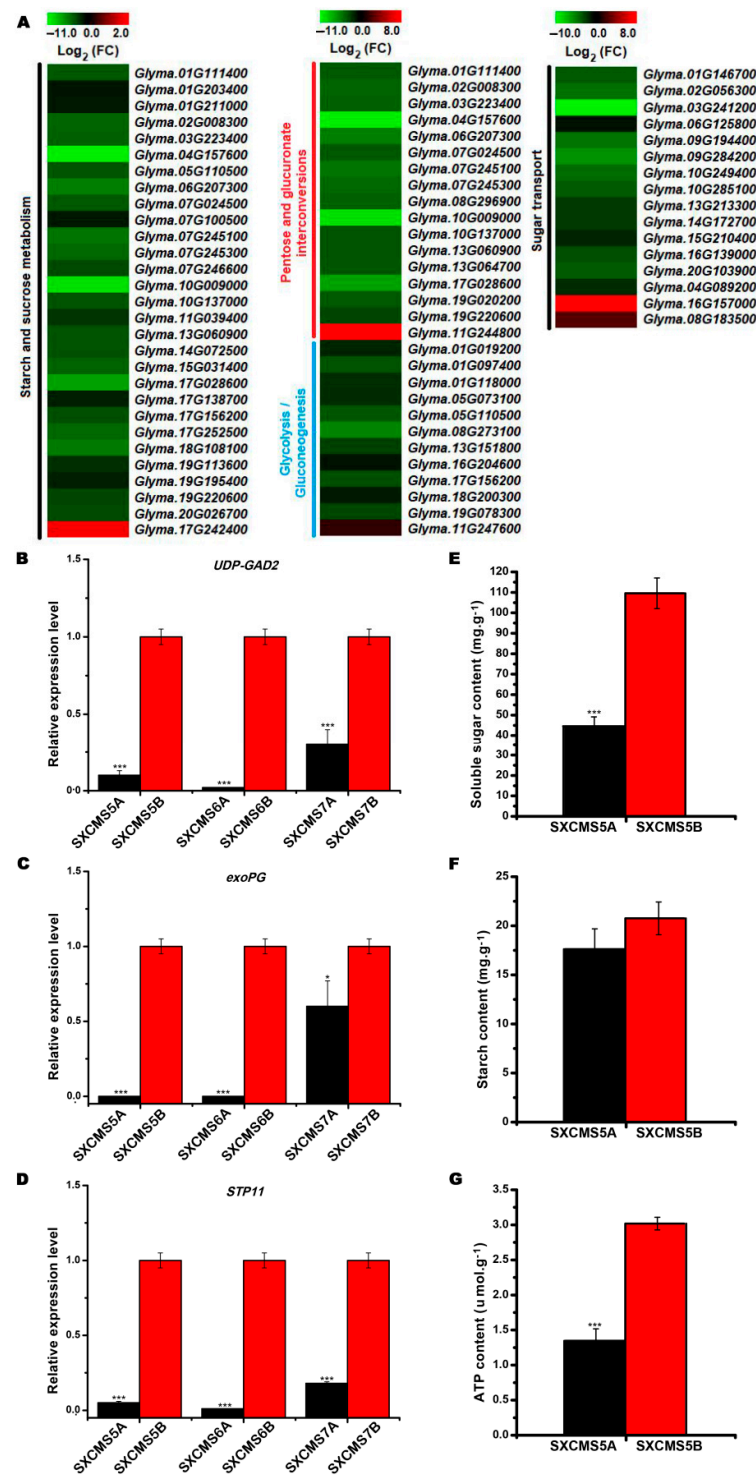 A
−11.0 0.0 2.0
Log2 (FC)
Starch and sucrose metabolism
Glyma.01G111400
Glyma.01G203400
Glyma.01G211000
Glyma.02G008300
Glyma.03G223400
Glyma.04G157600
Glyma.05G110500
Glyma.06G207300
Glyma.07G024500
Glyma.07G100500
Glyma.07G245100
Glyma.07G245300
Glyma.07G246600
Glyma.10G009000
Glyma.10G137000
Glyma.11G039400
Glyma.13G060900
Glyma.14G072500
Glyma.15G031400
Glyma.17G028600
Glyma.17G138700
Glyma.17G156200
Glyma.17G252500
Glyma.18G108100
Glyma.19G113600
Glyma.19G195400
Glyma.19G220600
Glyma.20G026700
Glyma.17G242400
−11.0 0.0 8.0
Log2 (FC)
Pentose and glucuronate
interconversions
Glyma.01G111400
Glyma.02G008300
Glyma.03G223400
Glyma.04G157600
Glyma.06G207300
Glyma.07G024500
Glyma.07G245100
Glyma.07G245300
Glyma.08G296900
Glyma.10G009000
Glyma.10G137000
Glyma.13G060900
Glyma.13G064700
Glyma.17G028600
Glyma.19G020200
Glyma.19G220600
Glyma.11G244800
Glycolysis /
Gluconeogenesis
Glyma.01G019200
Glyma.01G097400
Glyma.01G118000
Glyma.05G073100
Glyma.05G110500
Glyma.08G273100
Glyma.13G151800
Glyma.16G204600
Glyma.17G156200
Glyma.18G200300
Glyma.19G078300
Glyma.11G247600
−10.0 0.0 8.0
Log2 (FC)
Sugar transport
Glyma.01G146700
Glyma.02G056300
Glyma.03G241200
Glyma.06G125800
Glyma.09G194400
Glyma.09G284200
Glyma.10G249400
Glyma.10G285100
Glyma.13G213300
Glyma.14G172700
Glyma.15G210400
Glyma.16G139000
Glyma.20G103900
Glyma.04G089200
Glyma.16G157000
Glyma.08G183500
B
UDP-GAD2
Relative expression level
1.5
1.0
0.5
0.0
*** *** ***
SXCMS5A SXCMS5B SXCMS6A SXCMS6B SXCMS7A SXCMS7B
C
exoPG
Relative expression level
1.5
1.0
0.5
0.0
*** *** *
SXCMS5A SXCMS5B SXCMS6A SXCMS6B SXCMS7A SXCMS7B
D
STP11
Relative expression level
1.5
1.0
0.5
0.0
*** *** ***
SXCMS5A SXCMS5B SXCMS6A SXCMS6B SXCMS7A SXCMS7B
E
Soluble sugar content (mg.g-1)
120
110
100
90
80
70
60
50
40
30
20
10
0
***
SXCMS5A SXCMS5B
F
Starch content (mg.g-1)
25
20
15
10
5
0
SXCMS5A SXCMS5B
G
ATP content (u mol.g-1)
3.5
3.0
2.5
2.0
1.5
1.0
0.5
0.0
***
SXCMS5A SXCMS5B